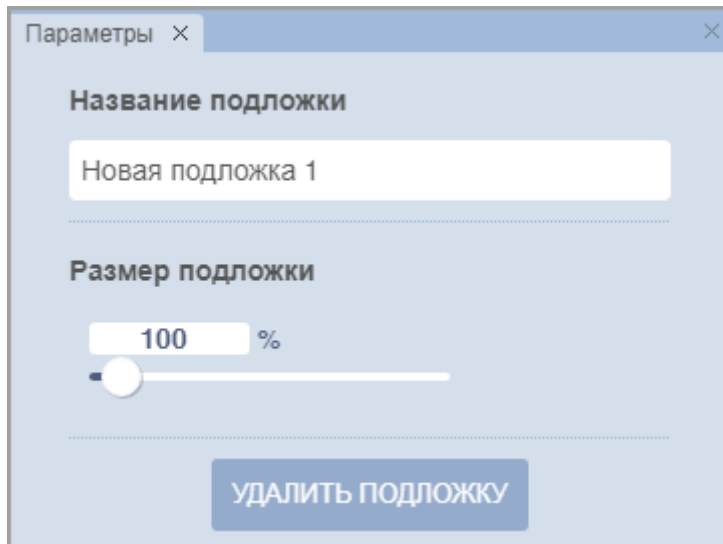 Параметры
Название подложки
Новая подложка 1
Размер подложки
100 %
УДАЛИТЬ ПОДЛОЖКУ